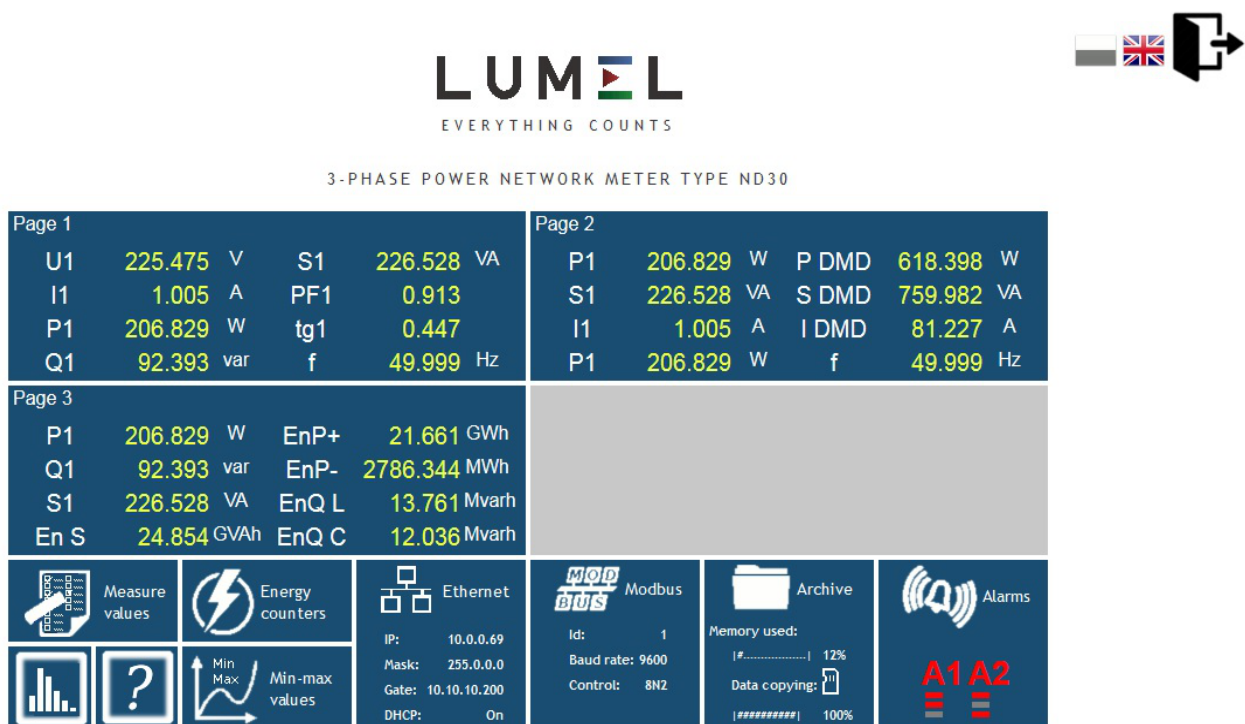 LUMEL
EVERYTHING COUNTS
3-PHASE POWER NETWORK METER TYPE ND30
Page 1
U1 225.475 V S1 226.528 VA
I1 1.005 A PF1 0.913
P1 206.829 W tg1 0.447
Q1 92.393 var f 49.999 Hz
Page 2
P1 206.829 W P DMD 618.398 W
S1 226.528 VA S DMD 759.982 VA
I1 1.005 A I DMD 81.227 A
P1 206.829 W f 49.999 Hz
Page 3
P1 206.829 W EnP+ 21.661 GWh
Q1 92.393 var EnP- 2786.344 MWh
S1 226.528 VA EnQ L 13.761 Mvarh
En S 24.854 GVAh EnQ C 12.036 Mvarh
Measure
values
Energy
counters
?
Min
Max
Min-max
values
Ethernet
IP: 10.0.0.69
Mask: 255.0.0.0
Gate: 10.10.10.200
DHCP: On
MOD
BUS
Modbus
Id: 1
Baud rate: 9600
Control: 8N2
Archive
Memory used:
|#..................| 12%
Data copying:
|##########| 100%
Alarms
A1 A2